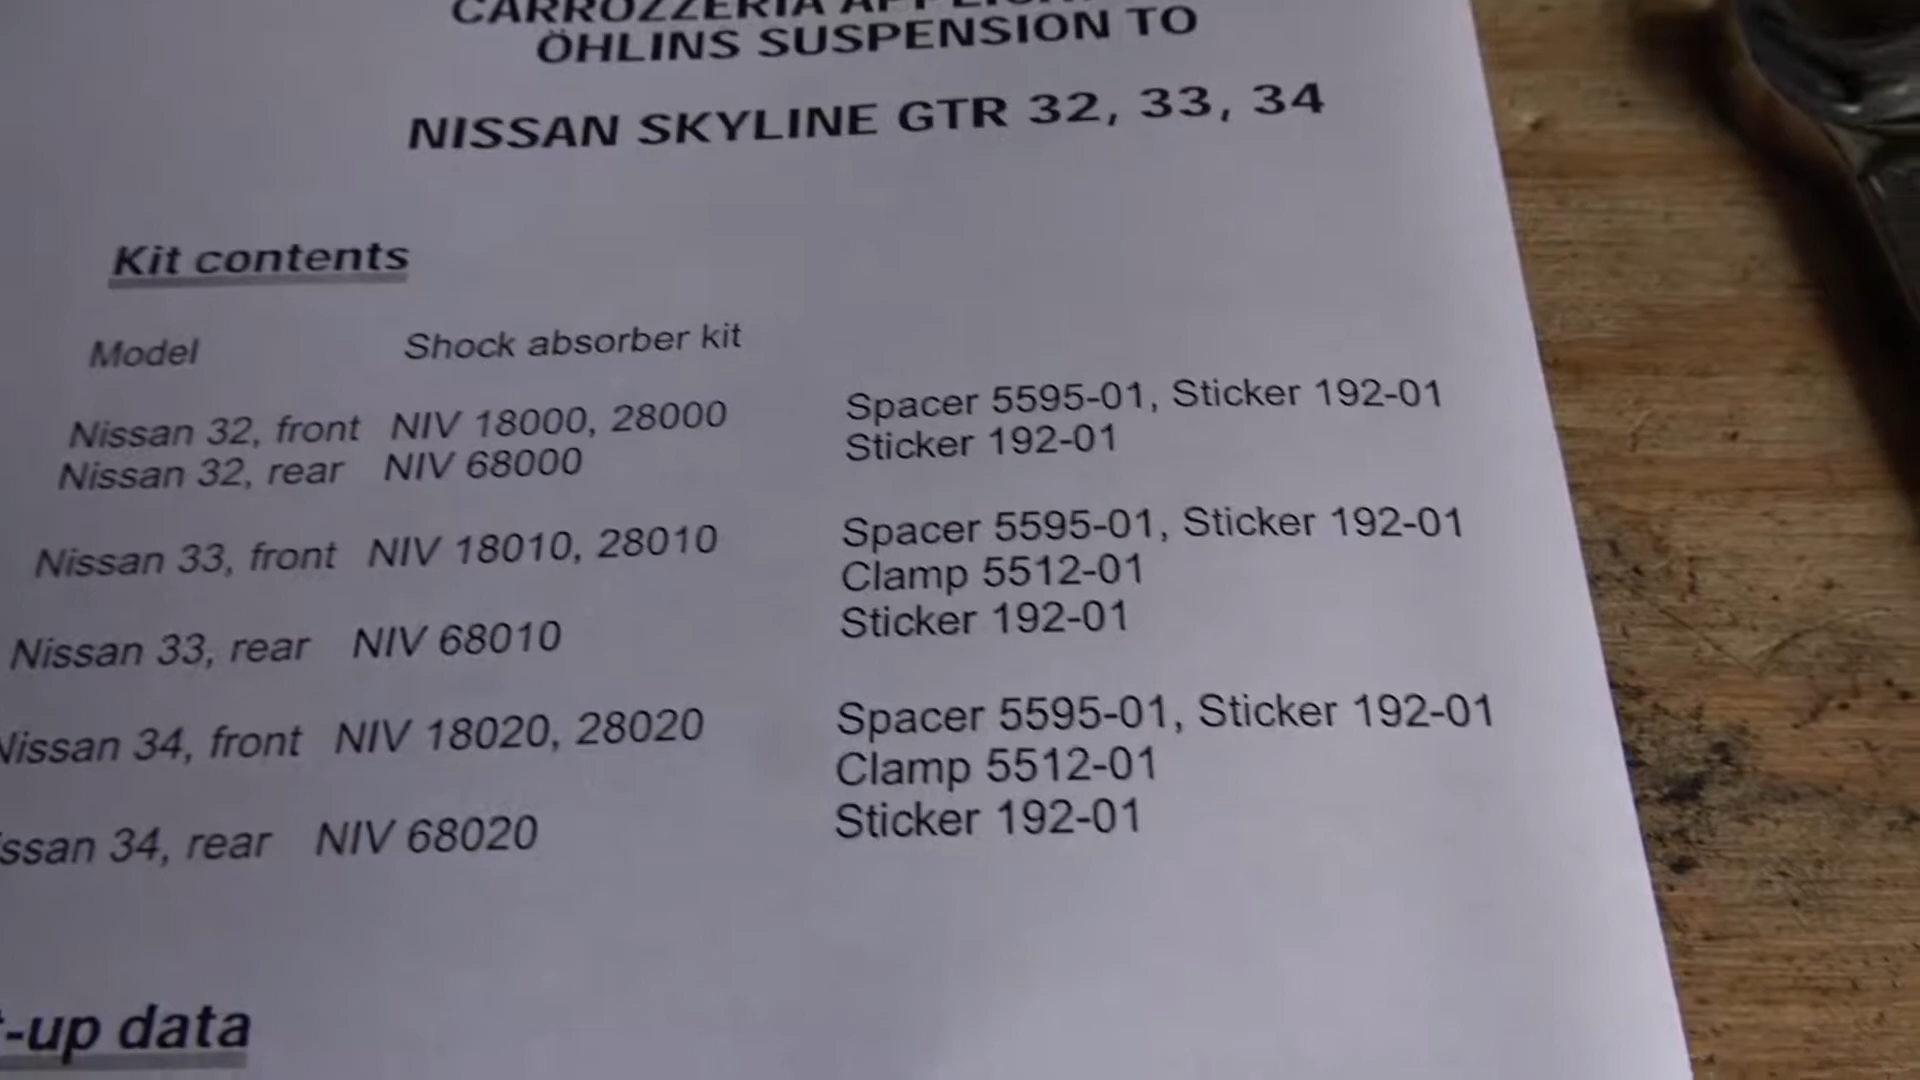 CARROZZERIA
ÖHLINS SUSPENSION TO
NISSAN SKYLINE GTR 32, 33, 34
Kit contents
Model Shock absorber kit
Nissan 32, front NIV 18000, 28000 Spacer 5595-01, Sticker 192-01
Nissan 32, rear NIV 68000 Sticker 192-01
Nissan 33, front NIV 18010, 28010 Spacer 5595-01, Sticker 192-01
Clamp 5512-01
Nissan 33, rear NIV 68010 Sticker 192-01
Nissan 34, front NIV 18020, 28020 Spacer 5595-01, Sticker 192-01
Clamp 5512-01
ssan 34, rear NIV 68020 Sticker 192-01
-up data